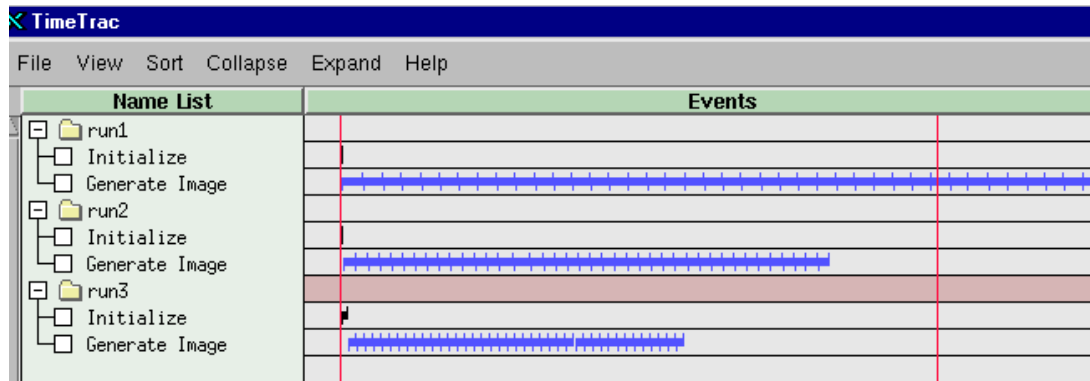 TimeTrac
File View Sort Collapse Expand Help
Name List Events
run1
Initialize
Generate Image
run2
Initialize
Generate Image
run3
Initialize
Generate Image